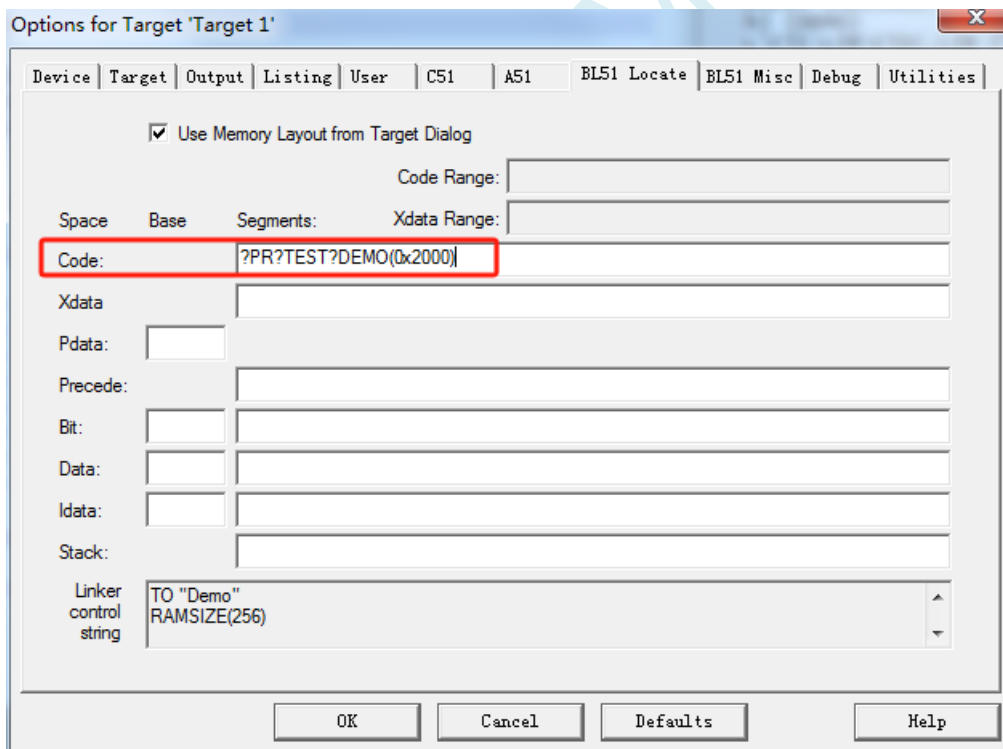 Options for Target 'Target 1'
Device Target Output Listing User C51 A51 BL51 Locate BL51 Misc Debug Utilities
Use Memory Layout from Target Dialog
Code Range:
Space Base Segments: Xdata Range:
Code: ?PR?TEST?DEMO(0x2000)
Xdata
Pdata:
Precede:
Bit:
Data:
Idata:
Stack:
Linker control string
TO "Demo"
RAMSIZE(256)
OK Cancel Defaults Help